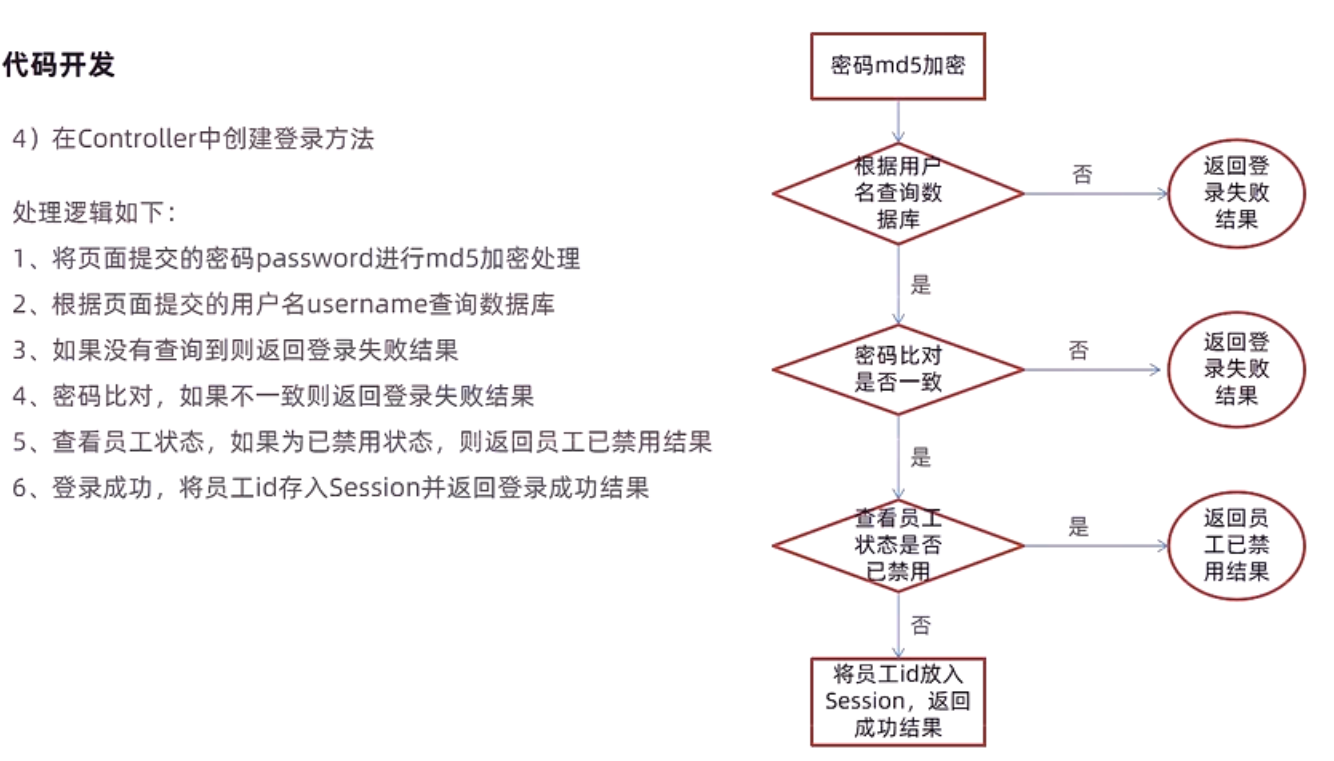 代码开发
4）在Controller中创建登录方法
处理逻辑如下：
1、将页面提交的密码password进行md5加密处理
2、根据页面提交的用户名username查询数据库
3、如果没有查询到则返回登录失败结果
4、密码比对，如果不一致则返回登录失败结果
5、查看员工状态，如果为已禁用状态，则返回员工已禁用结果
6、登录成功，将员工id存入Session并返回登录成功结果
密码md5加密
根据用户
名查询数
据库
否
返回登
录失败
结果
是
密码比对
是否一致
否
返回登
录失败
结果
是
查看员工
状态是否
已禁用
是
返回员
工已禁
用结果
否
将员工id放入
Session，返回
成功结果